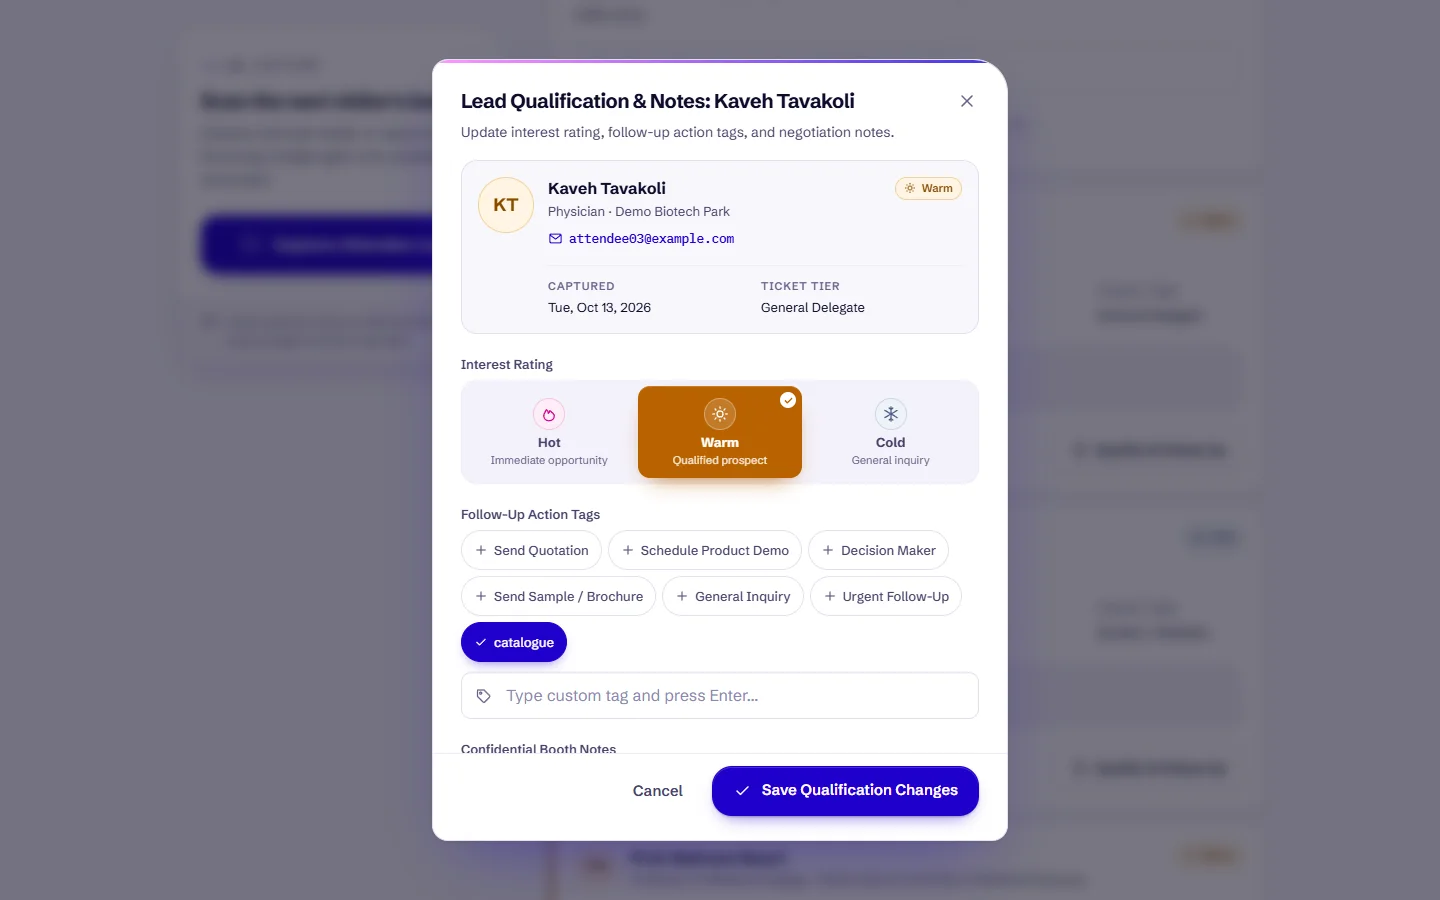 Lead Qualification & Notes: Kaveh Tavakoli
Update interest rating, follow-up action tags, and negotiation notes.
KT
Kaveh Tavakoli
Warm
Physician · Demo Biotech Park
attendee03@example.com
CAPTURED
TICKET TIER
Tue, Oct 13, 2026
General Delegate
Interest Rating
Hot
Immediate opportunity
Warm
Qualified prospect
Cold
General inquiry
Follow-Up Action Tags
Send Quotation
Schedule Product Demo
Decision Maker
Send Sample / Brochure
General Inquiry
Urgent Follow-Up
catalogue
Type custom tag and press Enter...
Confidential Booth Notes
Cancel
Save Qualification Changes